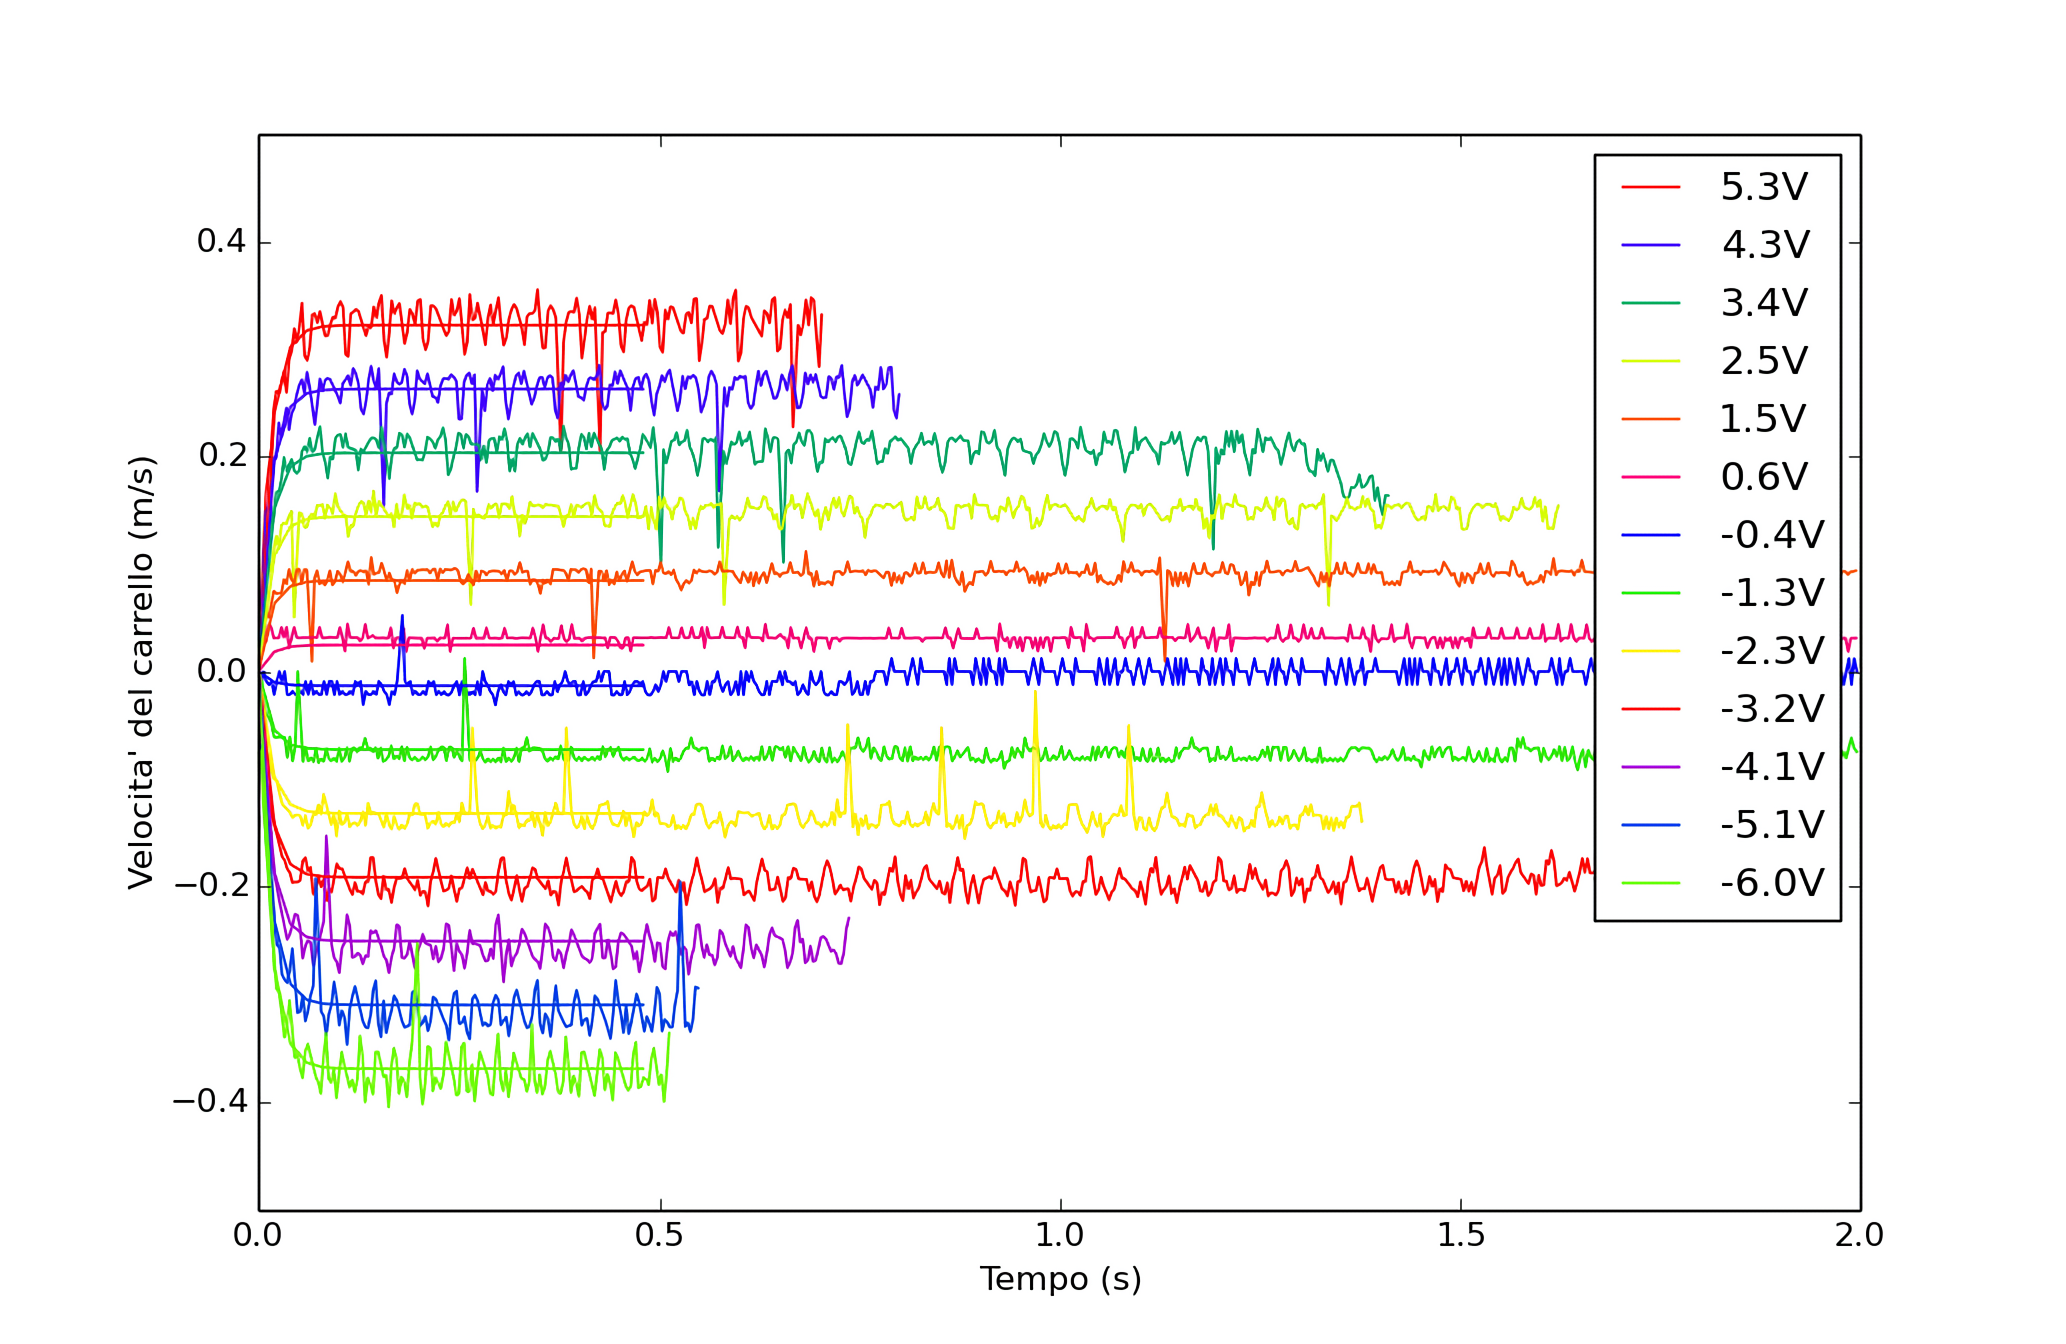 0.4
0.2
0.0
−0.2
−0.4
Velocita' del carrello (m/s)
0.0 0.5 1.0 1.5 2.0
Tempo (s)
5.3V
4.3V
3.4V
2.5V
1.5V
0.6V
-0.4V
-1.3V
-2.3V
-3.2V
-4.1V
-5.1V
-6.0V